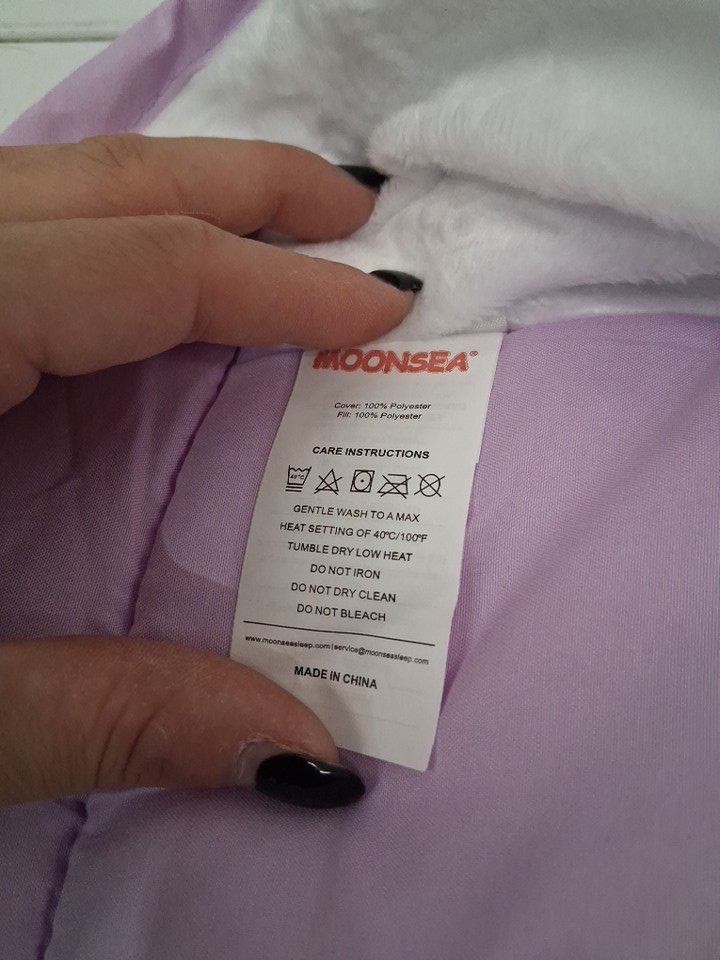 MOONSEA®
Cover: 100% Polyester
Fill: 100% Polyester
CARE INSTRUCTIONS
40°C
GENTLE WASH TO A MAX
HEAT SETTING OF 40°C/100°F
TUMBLE DRY LOW HEAT
DO NOT IRON
DO NOT DRY CLEAN
DO NOT BLEACH
www.moonseasleep.com|service@moonseasleep.com
MADE IN CHINA